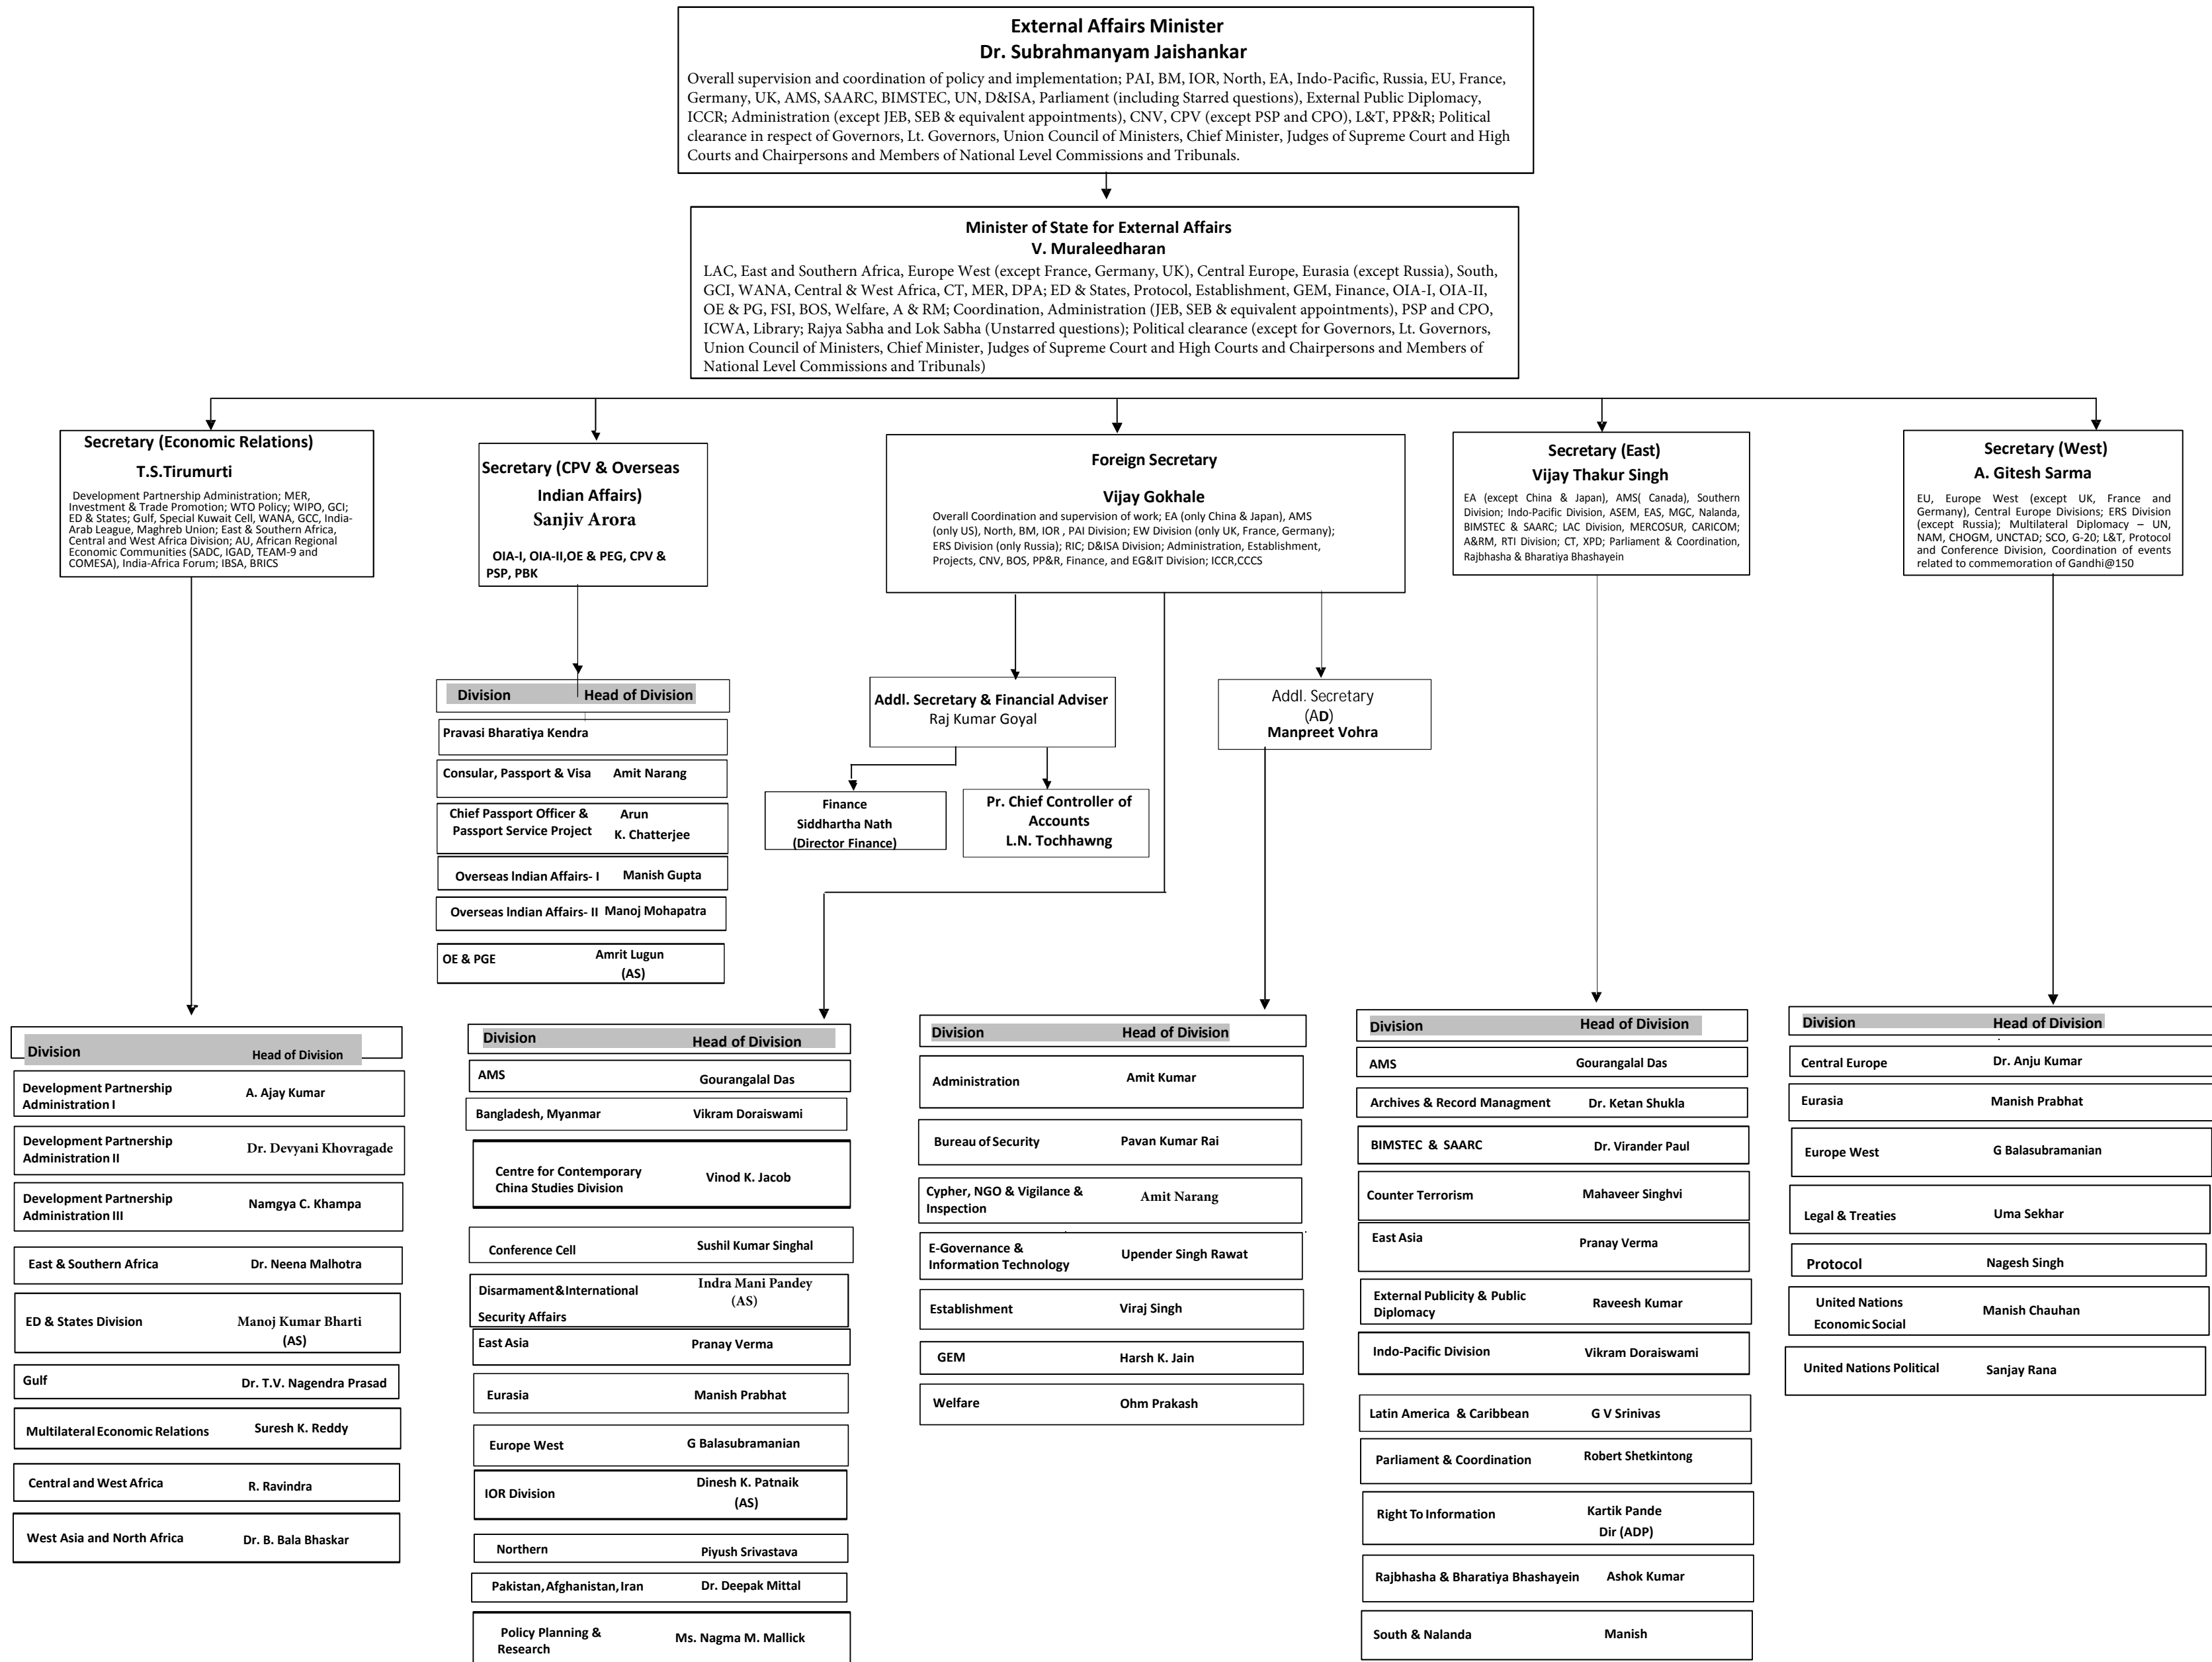 External Affairs Minister
Dr. Subrahmanyam Jaishankar
Overall supervision and coordination of policy and implementation; PAI, BM, IOR, North, EA, Indo-Pacific, Russia, EU, France,
Germany, UK, AMS, SAARC, BIMSTEC, UN, D&ISA, Parliament (including Starred questions), External Public Diplomacy,
ICCR; Administration (except JEB, SEB & equivalent appointments), CNV, CPV (except PSP and CPO), L&T, PP&R; Political
clearance in respect of Governors, Lt. Governors, Union Council of Ministers, Chief Minister, Judges of Supreme Court and High
Courts and Chairpersons and Members of National Level Commissions and Tribunals.
Minister of State for External Affairs
V. Muraleedharan
LAC, East and Southern Africa, Europe West (except France, Germany, UK), Central Europe, Eurasia (except Russia), South,
GCI, WANA, Central & West Africa, CT, MER, DPA; ED & States, Protocol, Establishment, GEM, Finance, OIA-I, OIA-II,
OE & PG, FSI, BOS, Welfare, A & RM; Coordination, Administration (JEB, SEB & equivalent appointments), PSP and CPO,
ICWA, Library; Rajya Sabha and Lok Sabha (Unstarred questions); Political clearance (except for Governors, Lt. Governors,
Union Council of Ministers, Chief Minister, Judges of Supreme Court and High Courts and Chairpersons and Members of
National Level Commissions and Tribunals)
Secretary (Economic Relations)
T.S.Tirumurti
Development Partnership Administration; MER,
Investment & Trade Promotion; WTO Policy; WIPO, GCI;
ED & States; Gulf, Special Kuwait Cell, WANA, GCC, India-
Arab League, Maghreb Union; East & Southern Africa,
Central and West Africa Division; AU, African Regional
Economic Communities (SADC, IGAD, TEAM-9 and
COMESA), India-Africa Forum; IBSA, BRICS
Secretary (CPV & Overseas
Indian Affairs)
Sanjiv Arora
OIA-I, OIA-II,OE & PEG, CPV &
PSP, PBK
Foreign Secretary
Vijay Gokhale
Overall Coordination and supervision of work; EA (only China & Japan), AMS
(only US), North, BM, IOR , PAI Division; EW Division (only UK, France, Germany);
ERS Division (only Russia); RIC; D&ISA Division; Administration, Establishment,
Projects, CNV, BOS, PP&R, Finance, and EG&IT Division; ICCR,CCCS
Secretary (East)
Vijay Thakur Singh
EA (except China & Japan), AMS( Canada), Southern
Division; Indo-Pacific Division, ASEM, EAS, MGC, Nalanda,
BIMSTEC & SAARC; LAC Division, MERCOSUR, CARICOM;
A&RM, RTI Division; CT, XPD; Parliament & Coordination,
Rajbhasha & Bharatiya Bhashayein
Secretary (West)
A. Gitesh Sarma
EU, Europe West (except UK, France and
Germany), Central Europe Divisions; ERS Division
(except Russia); Multilateral Diplomacy – UN,
NAM, CHOGM, UNCTAD; SCO, G-20; L&T, Protocol
and Conference Division, Coordination of events
related to commemoration of Gandhi@150
Division Head of Division
Pravasi Bharatiya Kendra
Consular, Passport & Visa Amit Narang
Chief Passport Officer & Arun
Passport Service Project K. Chatterjee
Overseas Indian Affairs- I Manish Gupta
Overseas Indian Affairs- II Manoj Mohapatra
OE & PGE Amrit Lugun
(AS)
Addl. Secretary & Financial Adviser
Raj Kumar Goyal
Finance
Siddhartha Nath
(Director Finance)
Pr. Chief Controller of
Accounts
L.N. Tochhawng
Addl. Secretary
(AD)
Manpreet Vohra
Division Head of Division
Development Partnership
Administration I A. Ajay Kumar
Development Partnership
Administration II Dr. Devyani Khovragade
Development Partnership
Administration III Namgya C. Khampa
East & Southern Africa Dr. Neena Malhotra
ED & States Division Manoj Kumar Bharti
(AS)
Gulf Dr. T.V. Nagendra Prasad
Multilateral Economic Relations Suresh K. Reddy
Central and West Africa R. Ravindra
West Asia and North Africa Dr. B. Bala Bhaskar
Division Head of Division
AMS Gourangalal Das
Bangladesh, Myanmar Vikram Doraiswami
Centre for Contemporary
China Studies Division Vinod K. Jacob
Conference Cell Sushil Kumar Singhal
Disarmament&International Indra Mani Pandey
(AS)
Security Affairs
East Asia Pranay Verma
Eurasia Manish Prabhat
Europe West G Balasubramanian
IOR Division Dinesh K. Patnaik
(AS)
Northern Piyush Srivastava
Pakistan,Afghanistan,Iran Dr. Deepak Mittal
Policy Planning &
Research Ms. Nagma M. Mallick
Division Head of Division
Administration Amit Kumar
Bureau of Security Pavan Kumar Rai
Cypher, NGO & Vigilance &
Inspection Amit Narang
E-Governance &
Information Technology Upender Singh Rawat
Establishment Viraj Singh
GEM Harsh K. Jain
Welfare Ohm Prakash
Division Head of Division
AMS Gourangalal Das
Archives & Record Managment Dr. Ketan Shukla
BIMSTEC & SAARC Dr. Virander Paul
Counter Terrorism Mahaveer Singhvi
East Asia Pranay Verma
External Publicity & Public
Diplomacy Raveesh Kumar
Indo-Pacific Division Vikram Doraiswami
Latin America & Caribbean G V Srinivas
Parliament & Coordination Robert Shetkintong
Right To Information Kartik Pande
Dir (ADP)
Rajbhasha & Bharatiya Bhashayein Ashok Kumar
South & Nalanda Manish
Division Head of Division
Central Europe Dr. Anju Kumar
Eurasia Manish Prabhat
Europe West G Balasubramanian
Legal & Treaties Uma Sekhar
Protocol Nagesh Singh
United Nations
Economic Social Manish Chauhan
United Nations Political Sanjay Rana